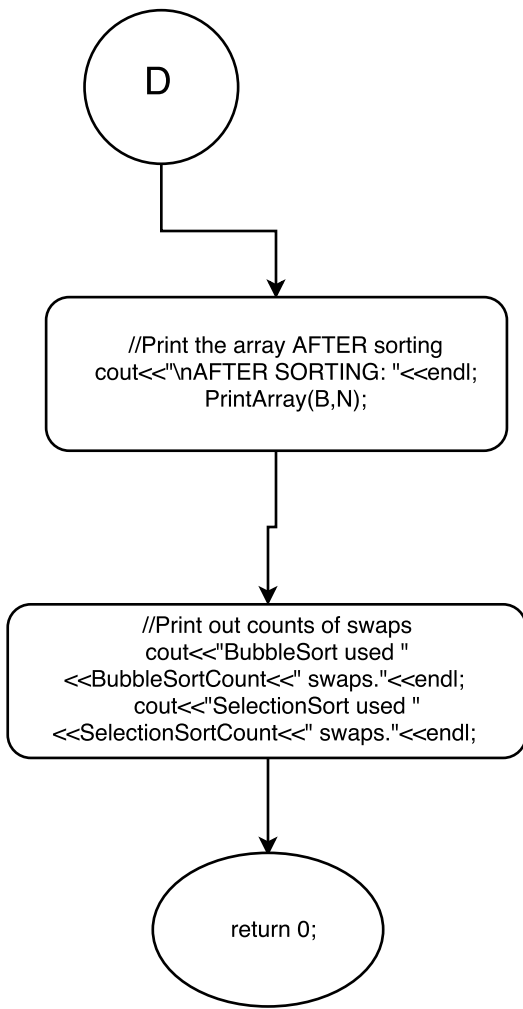 D
//Print the array AFTER sorting
cout<<"\nAFTER SORTING: "<<endl;
PrintArray(B,N);
//Print out counts of swaps
cout<<"BubbleSort used "
<<BubbleSortCount<<" swaps."<<endl;
cout<<"SelectionSort used "
<<SelectionSortCount<<" swaps."<<endl;
return 0;